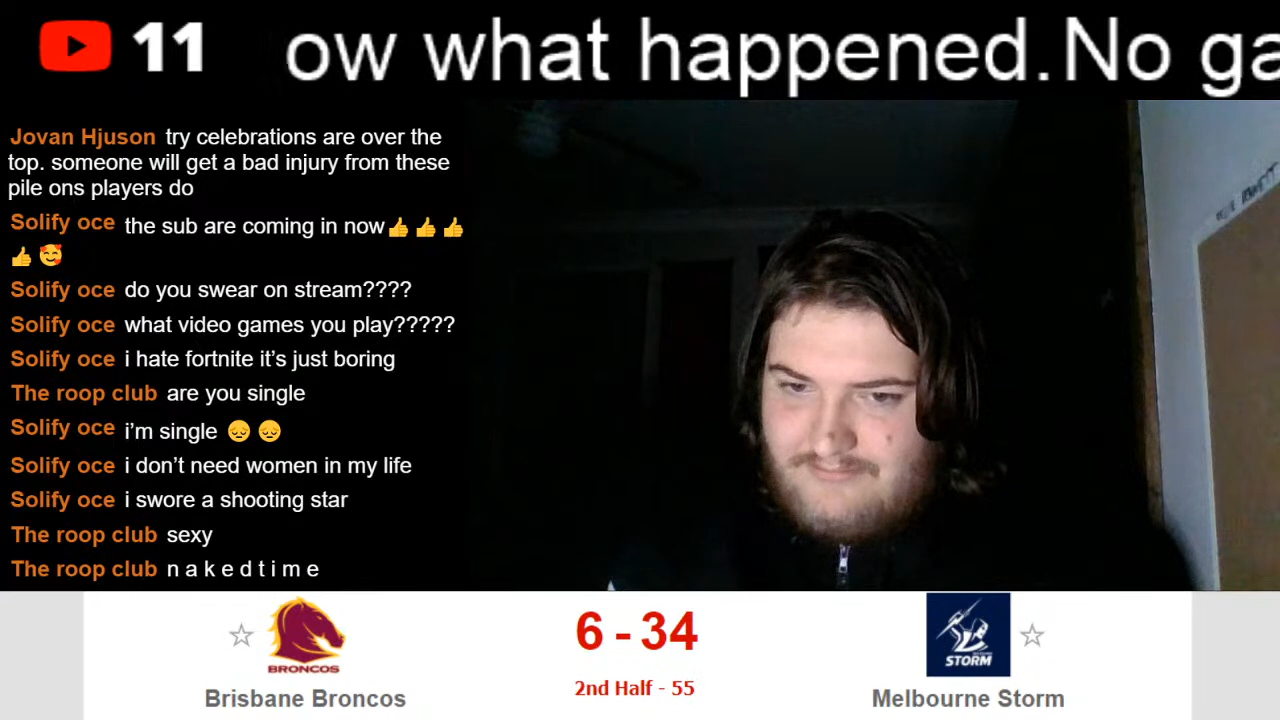 11
ow what happened. No ga
Jovan Hjuson try celebrations are over the
top. someone will get a bad injury from these
pile ons players do
Solify oce the sub are coming in now👍👍👍
👍🥰
Solify oce do you swear on stream????
Solify oce what video games you play?????
Solify oce i hate fortnite it’s just boring
The roop club are you single
Solify oce i’m single 😔😔
Solify oce i don’t need women in my life
Solify oce i swore a shooting star
The roop club sexy
The roop club n a k e d t i m e
BRONCOS
6 - 34
STORM
2nd Half - 55
Brisbane Broncos
Melbourne Storm